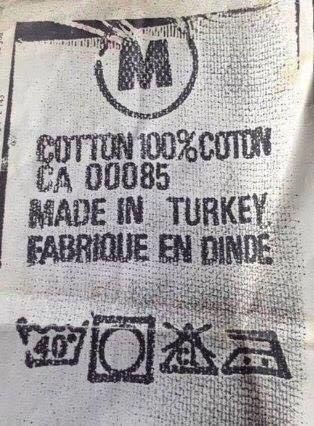 M
COTTON 100% COTON
CA 00085
MADE IN TURKEY
FABRIQUE EN DINDE
40°